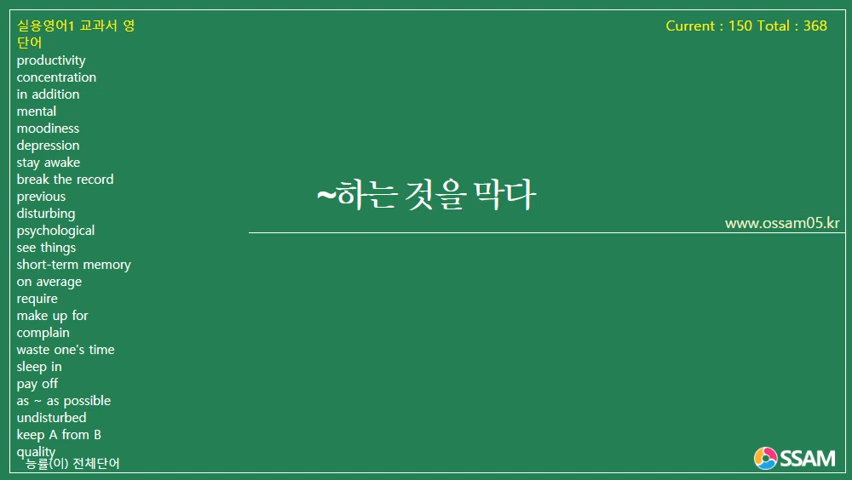 실용영어1 교과서 영
단어
productivity
concentration
in addition
mental
moodiness
depression
stay awake
break the record
previous
disturbing
psychological
see things
short-term memory
on average
require
make up for
complain
waste one's time
sleep in
pay off
as ~ as possible
undisturbed
keep A from B
quality
능률(이) 전체단어
Current : 150 Total : 368
~하는 것을 막다
www.ossam05.kr
OSSAM